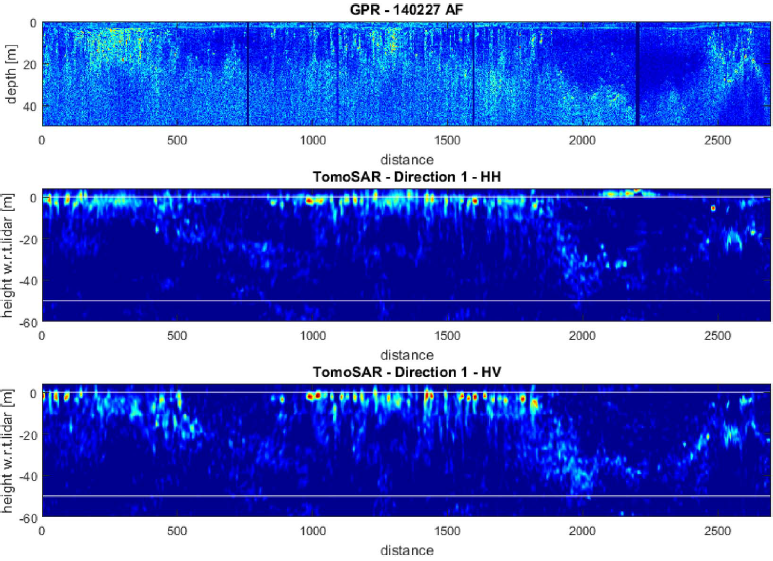 GPR - 140227 AF
depth [m]
0
20
40
0 500 1000 1500 2000 2500
distance
TomoSAR - Direction 1 - HH
height w.r.t.lidar [m]
0
-20
-40
-60
0 500 1000 1500 2000 2500
distance
TomoSAR - Direction 1 - HV
height w.r.t.lidar [m]
0
-20
-40
-60
0 500 1000 1500 2000 2500
distance